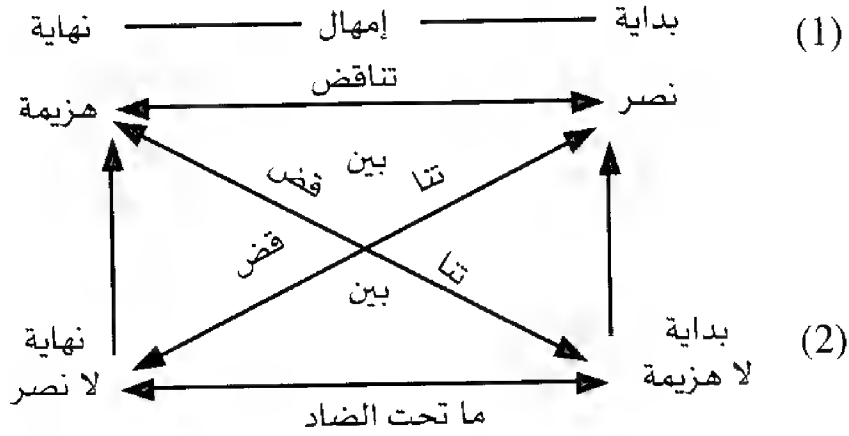 (1) بداية إمهال نهاية
تناقض
نصر هزيمة
بين
تنا قض
تنا قض
بين
(2) بداية نهاية
لا هزيمة لا نصر
ما تحت الضاد